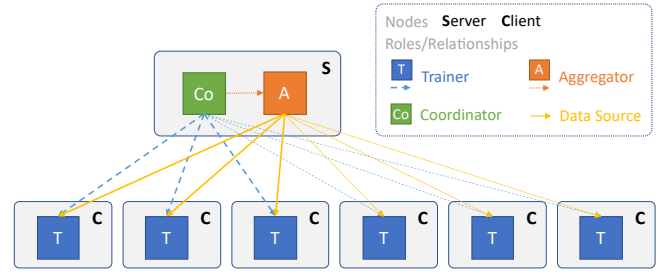 Nodes Server Client
Roles/Relationships
T Trainer A Aggregator
Co Coordinator Data Source
S
Co A
C C C C C C
T T T T T T